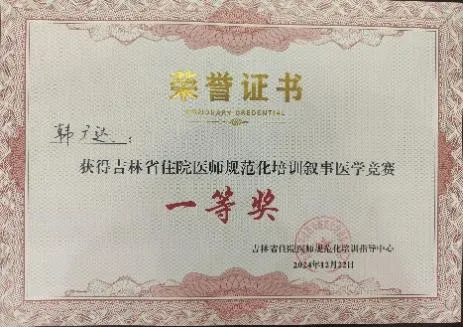 荣誉证书
HONORARY CREDENTIAL
韩子达：
获得吉林省住院医师规范化培训叙事医学竞赛
一等奖
吉林省住院医师规范化培训指导中心
2024年12月22日